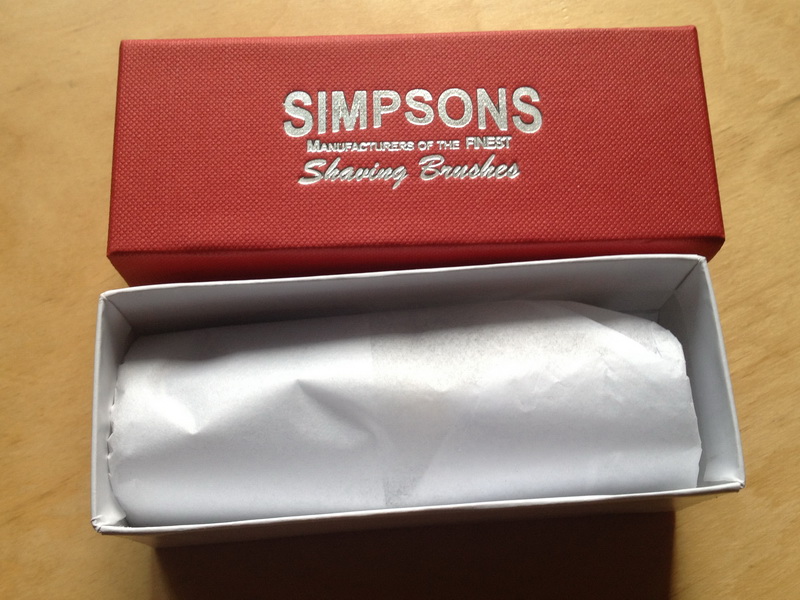 SIMPSONS
MANUFACTURERS OF THE FINEST
Shaving Brushes